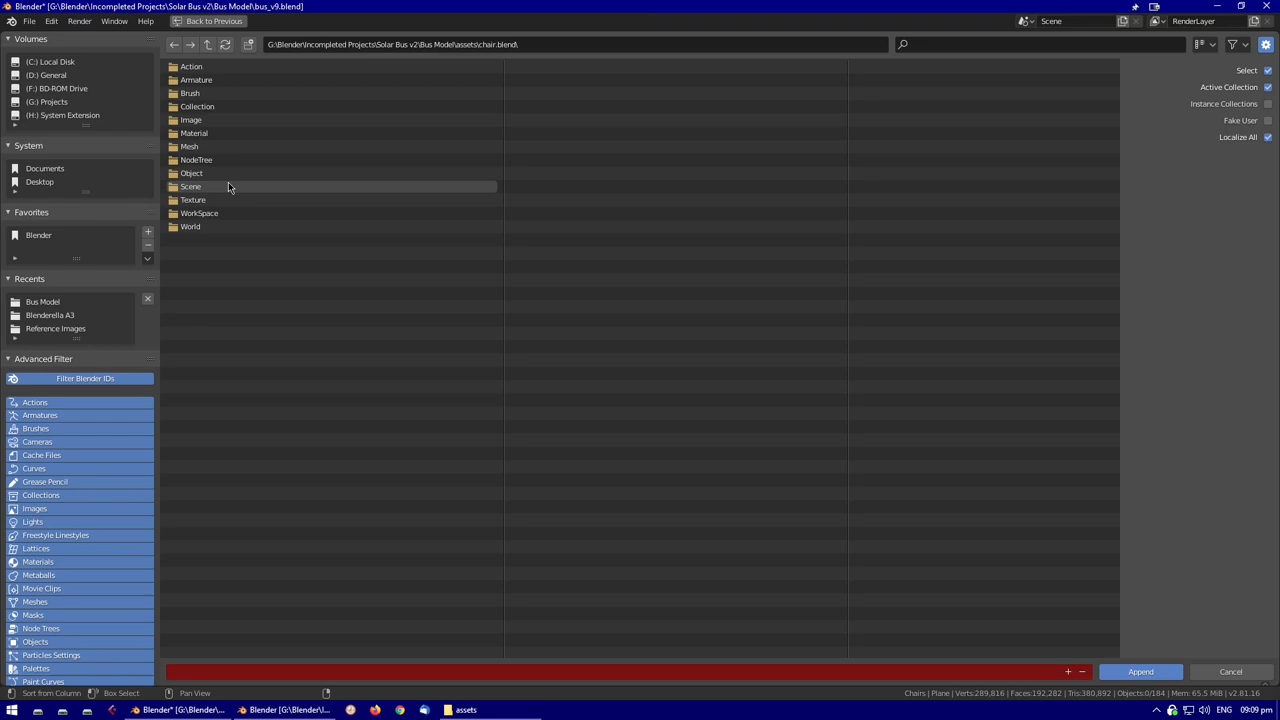 Blender* [G:\Blender\Incompleted Projects\Solar Bus v2\Bus Model\bus_v9.blend]
File Edit Render Window Help Back to Previous Scene RenderLayer
Volumes
(C:) Local Disk
(D:) General
(F:) BD-ROM Drive
(G:) Projects
(H:) System Extension
System
Documents
Desktop
Favorites
Blender
Recents
Bus Model
Blenderella A3
Reference Images
Advanced Filter
Filter Blender IDs
Actions
Armatures
Brushes
Cameras
Cache Files
Curves
Grease Pencil
Collections
Images
Lights
Freestyle Linestyles
Lattices
Materials
Metaballs
Movie Clips
Meshes
Masks
Node Trees
Objects
Particles Settings
Palettes
Paint Curves
G:\Blender\Incompleted Projects\Solar Bus v2\Bus Model\assets\chair.blend\
Action
Armature
Brush
Collection
Image
Material
Mesh
NodeTree
Object
Scene
Texture
WorkSpace
World
Select
Active Collection
Instance Collections
Fake User
Localize All
Append Cancel
Sort from Column Box Select Pan View Chairs | Plane | Verts:289,816 | Faces:192,282 | Tris:380,892 | Objects:0/184 | Mem: 65.5 MiB | v2.81.16
Blender* [G:\Blender\... Blender [G:\Blender\I... assets ENG 09:09 pm